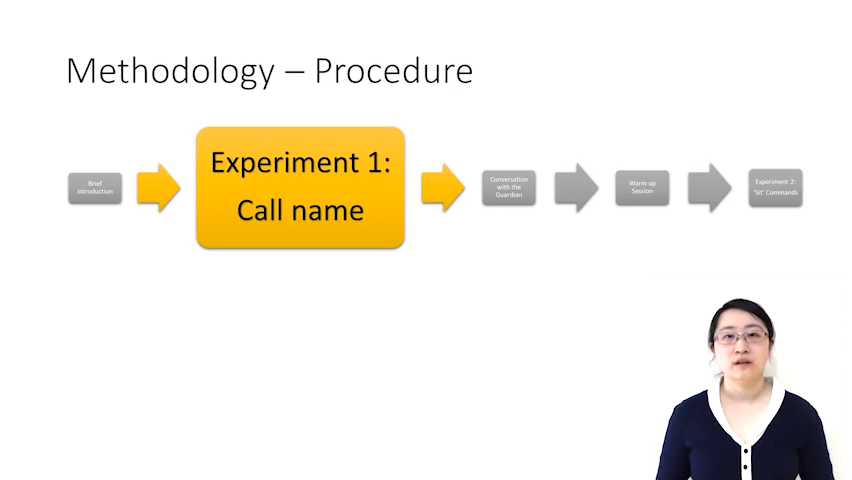 Methodology – Procedure
Brief
Introduction
Experiment 1:
Call name
Conversation
with the
Guardian
Warm up
Session
Experiment 2:
'Sit' Commands